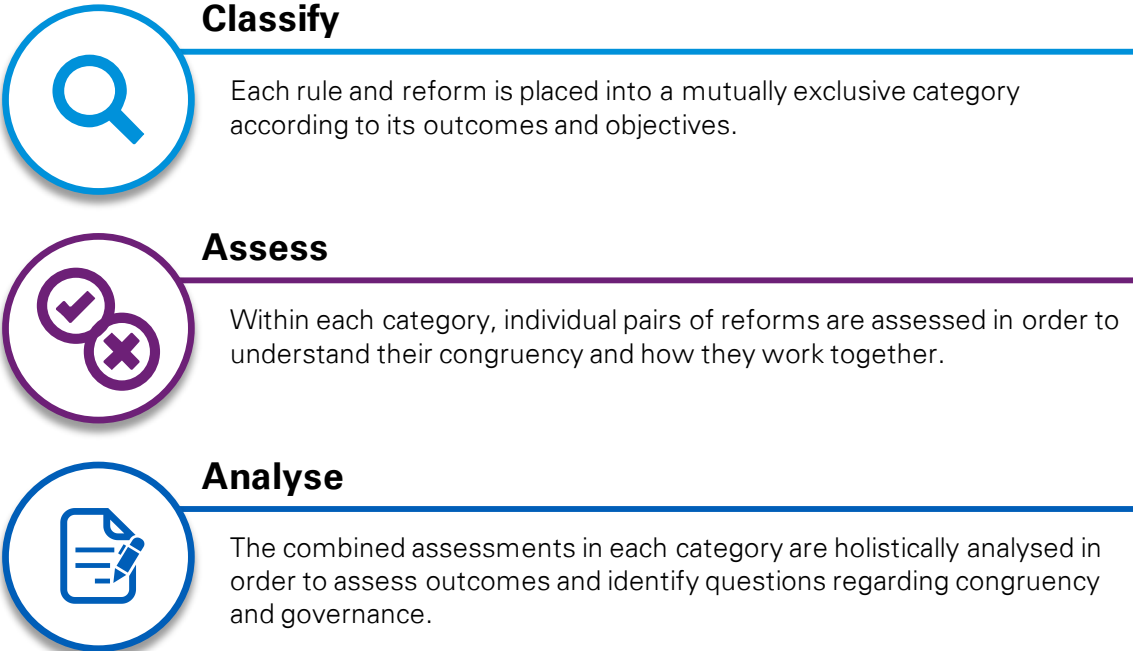 Classify
Each rule and reform is placed into a mutually exclusive category
according to its outcomes and objectives.
Assess
Within each category, individual pairs of reforms are assessed in order to
understand their congruency and how they work together.
Analyse
The combined assessments in each category are holistically analysed in
order to assess outcomes and identify questions regarding congruency
and governance.